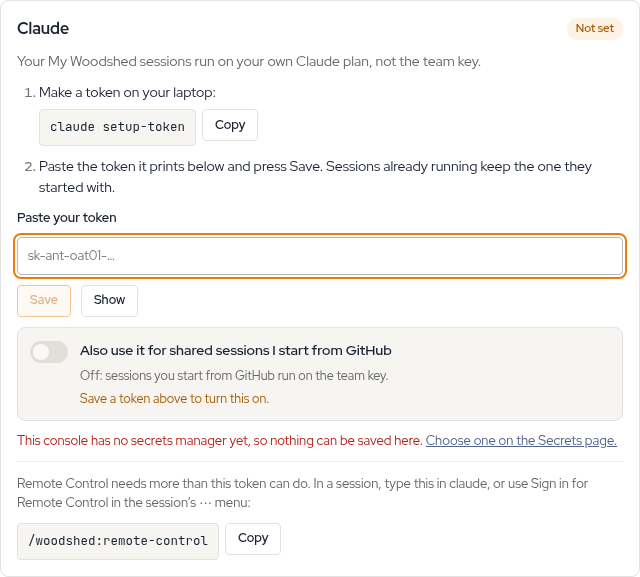 Claude
Not set
Your My Woodshed sessions run on your own Claude plan, not the team key.
1. Make a token on your laptop:
claude setup-token
Copy
2. Paste the token it prints below and press Save. Sessions already running keep the one they
started with.
Paste your token
sk-ant-oat01-…
Save
Show
Also use it for shared sessions I start from GitHub
Off: sessions you start from GitHub run on the team key.
Save a token above to turn this on.
This console has no secrets manager yet, so nothing can be saved here. Choose one on the Secrets page.
Remote Control needs more than this token can do. In a session, type this in claude, or use Sign in for
Remote Control in the session’s ⋯ menu:
/woodshed:remote-control
Copy